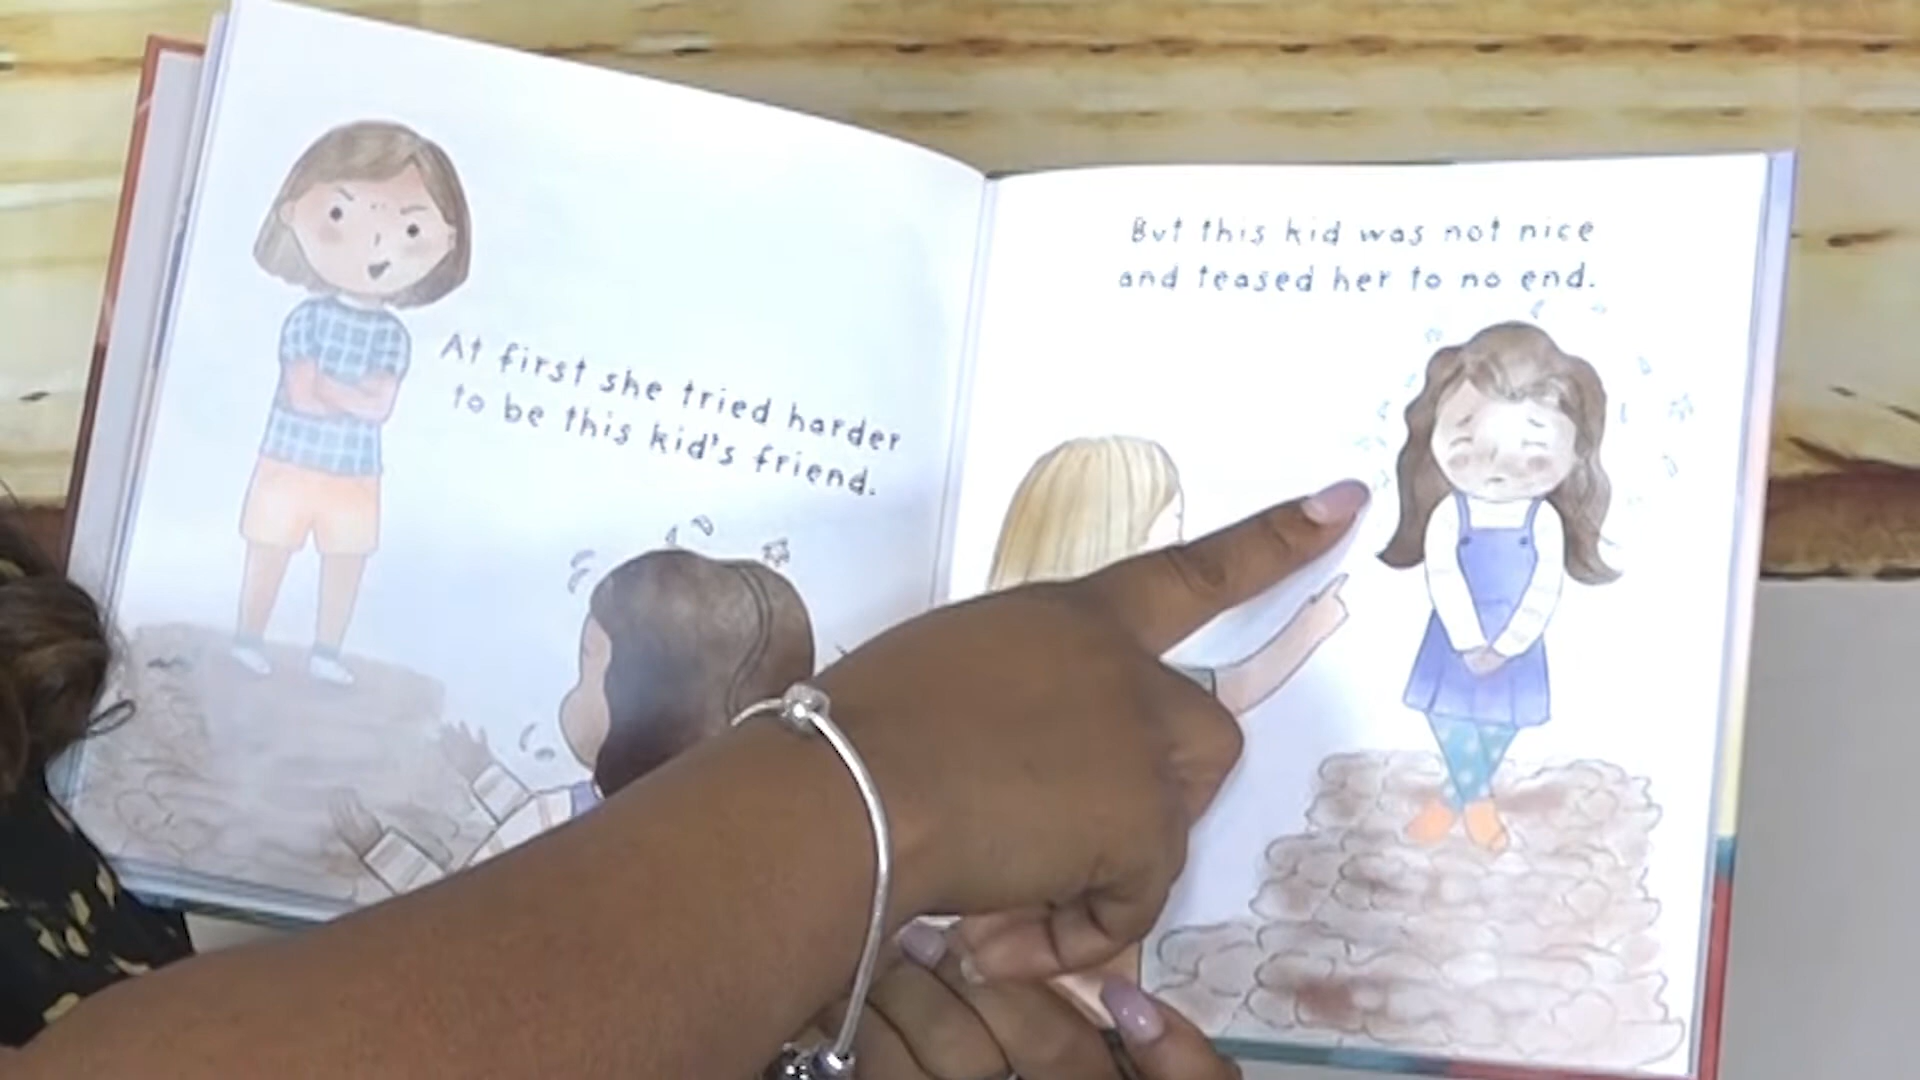 At first she tried harder
to be this kid's friend.
But this kid was not nice
and teased her to no end.